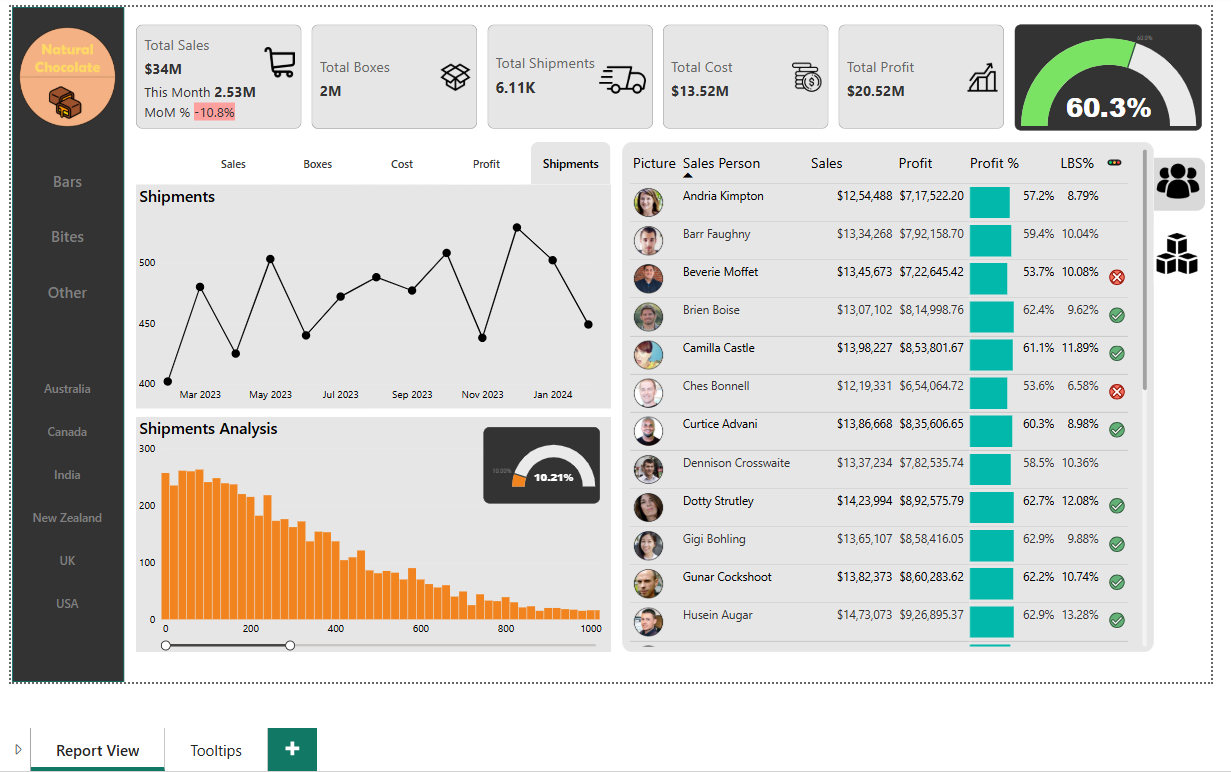 Natural
Chocolate
Bars
Bites
Other
Australia
Canada
India
New Zealand
UK
USA
Total Sales
$34M
This Month 2.53M
MoM % -10.8%
Total Boxes
2M
Total Shipments
6.11K
Total Cost
$13.52M
Total Profit
$20.52M
60.0%
60.3%
Sales Boxes Cost Profit Shipments
Shipments
500
450
400
Mar 2023 May 2023 Jul 2023 Sep 2023 Nov 2023 Jan 2024
Shipments Analysis
300
200
100
0
0 200 400 600 800 1000
10.00%
10.21%
Picture Sales Person Sales Profit Profit % LBS%
Andria Kimpton $12,54,488 $7,17,522.20 57.2% 8.79%
Barr Faughny $13,34,268 $7,92,158.70 59.4% 10.04%
Beverie Moffet $13,45,673 $7,22,645.42 53.7% 10.08%
Brien Boise $13,07,102 $8,14,998.76 62.4% 9.62%
Camilla Castle $13,98,227 $8,53,801.67 61.1% 11.89%
Ches Bonnell $12,19,331 $6,54,064.72 53.6% 6.58%
Curtice Advani $13,86,668 $8,35,606.65 60.3% 8.98%
Dennison Crosswaite $13,37,234 $7,82,535.74 58.5% 10.36%
Dotty Strutley $14,23,994 $8,92,575.79 62.7% 12.08%
Gigi Bohling $13,65,107 $8,58,416.05 62.9% 9.88%
Gunar Cockshoot $13,82,373 $8,60,283.62 62.2% 10.74%
Husein Augar $14,73,073 $9,26,895.37 62.9% 13.28%
Report View
Tooltips